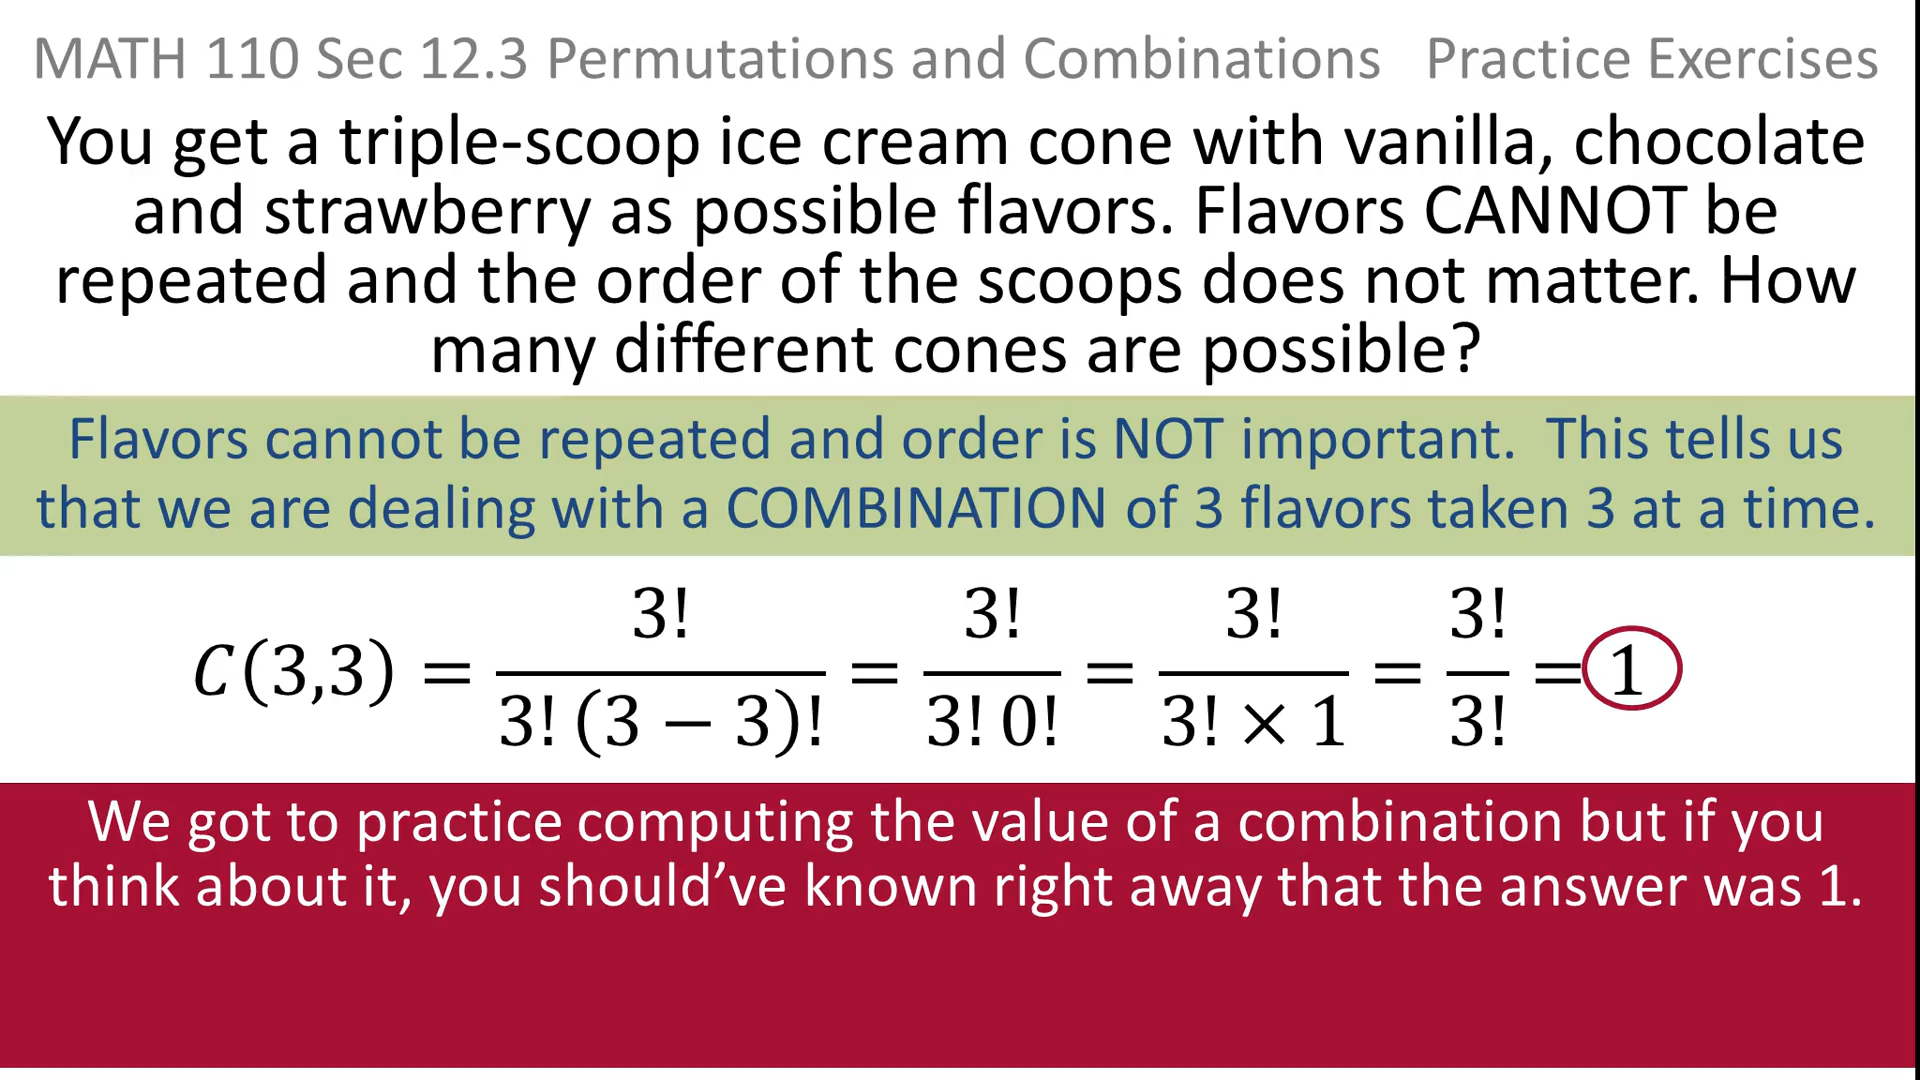 MATH 110 Sec 12.3 Permutations and Combinations   Practice Exercises
You get a triple-scoop ice cream cone with vanilla, chocolate
and strawberry as possible flavors. Flavors CANNOT be
repeated and the order of the scoops does not matter. How
many different cones are possible?
Flavors cannot be repeated and order is NOT important.  This tells us
that we are dealing with a COMBINATION of 3 flavors taken 3 at a time.
C(3,3) = 3!/(3! (3 − 3)!) = 3!/(3! 0!) = 3!/(3! × 1) = 3!/3! = 1
We got to practice computing the value of a combination but if you
think about it, you should’ve known right away that the answer was 1.